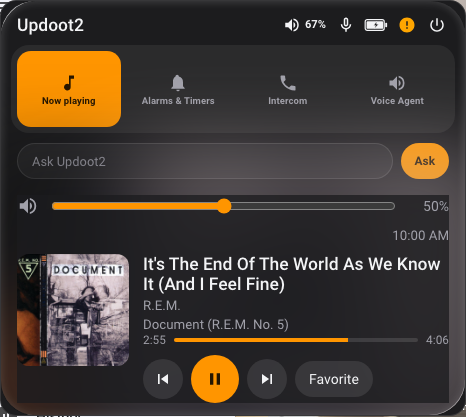 Updoot2
67%
Now playing
Alarms & Timers
Intercom
Voice Agent
Ask Updoot2
Ask
50%
10:00 AM
5
DOCUMENT
It's The End Of The World As We Know
It (And I Feel Fine)
R.E.M.
Document (R.E.M. No. 5)
2:55
4:06
Favorite